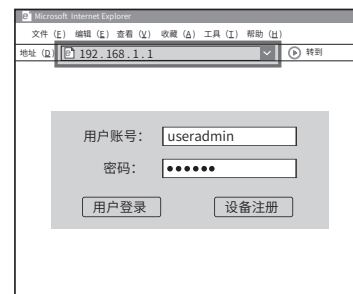 Microsoft Internet Explorer
文件 (F) 编辑 (E) 查看 (V) 收藏 (A) 工具 (I) 帮助 (H)
地址 (D) 192.168.1.1 转到
用户账号： useradmin
密码： ●●●●●●
用户登录 设备注册